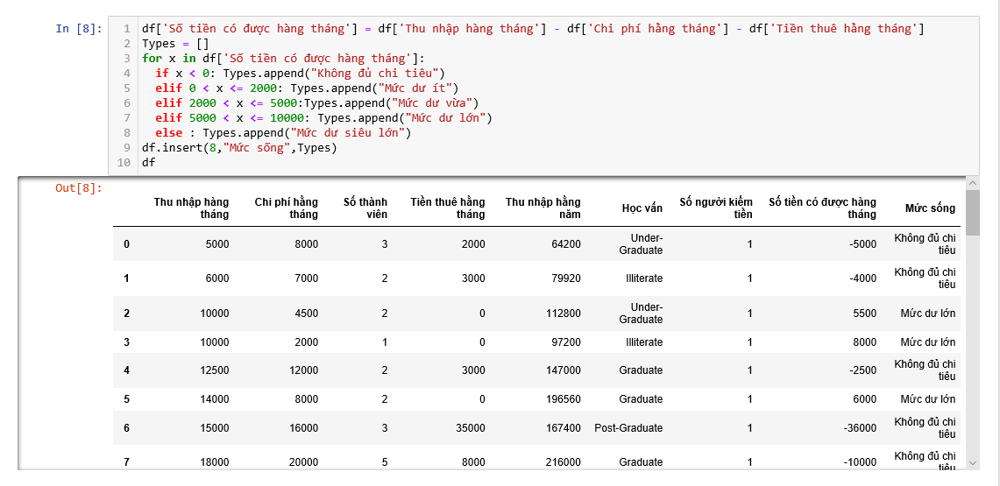 In [8]:
1 df['Số tiền có được hàng tháng'] = df['Thu nhập hàng tháng'] - df['Chi phí hằng tháng'] - df['Tiền thuê hằng tháng']
2 Types = []
3 for x in df['Số tiền có được hàng tháng']:
4   if x < 0: Types.append("Không đủ chi tiêu")
5   elif 0 < x <= 2000: Types.append("Mức dư ít")
6   elif 2000 < x <= 5000:Types.append("Mức dư vừa")
7   elif 5000 < x <= 10000: Types.append("Mức dư lớn")
8   else : Types.append("Mức dư siêu lớn")
9 df.insert(8,"Mức sống",Types)
10 df
Out[8]:
Thu nhập hàng Chi phí hằng Số thành Tiền thuê hằng Thu nhập hằng Học vấn Số người kiếm Số tiền có được hàng Mức sống
tháng tháng viên tháng năm tiền tháng
0 5000 8000 3 2000 64200 Under- 1 -5000 Không đủ chi
Graduate tiêu
1 6000 7000 2 3000 79920 Illiterate 1 -4000 Không đủ chi
tiêu
2 10000 4500 2 0 112800 Under- 1 5500 Mức dư lớn
Graduate
3 10000 2000 1 0 97200 Illiterate 1 8000 Mức dư lớn
4 12500 12000 2 3000 147000 Graduate 1 -2500 Không đủ chi
tiêu
5 14000 8000 2 0 196560 Graduate 1 6000 Mức dư lớn
6 15000 16000 3 35000 167400 Post-Graduate 1 -36000 Không đủ chi
tiêu
7 18000 20000 5 8000 216000 Graduate 1 -10000 Không đủ chi
tiêu